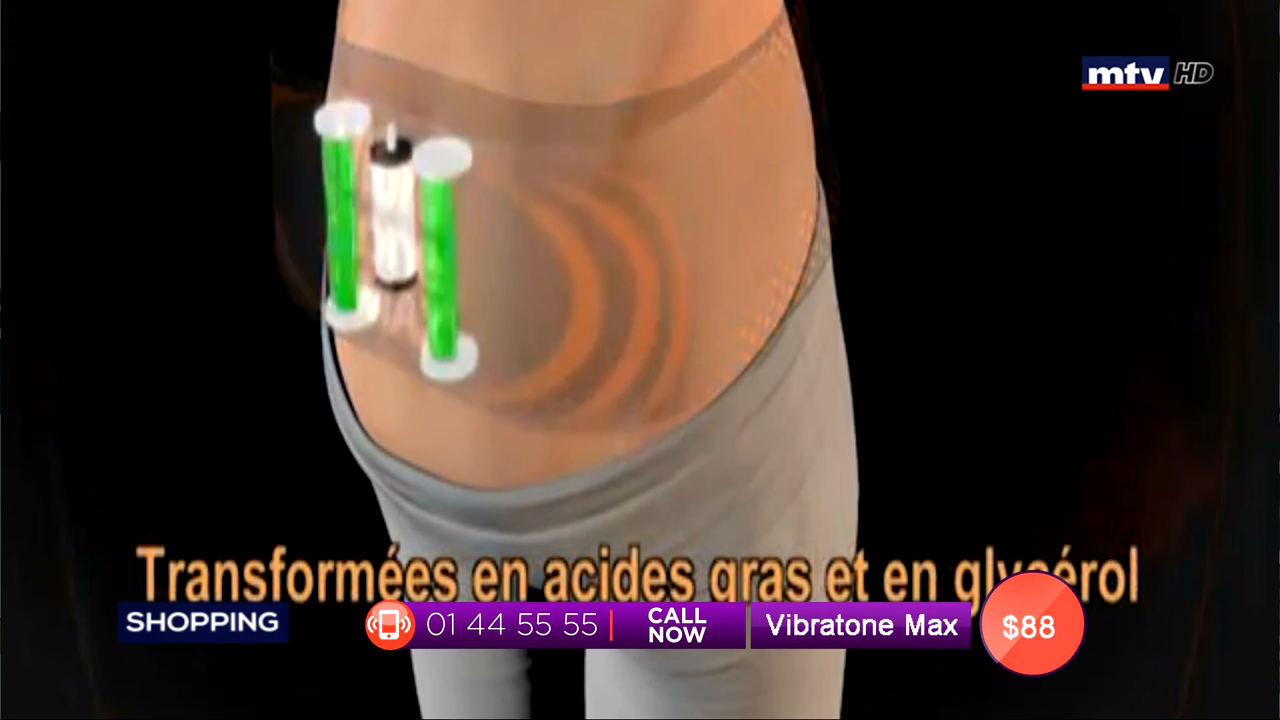 mtv HD
Transformées en acides gras et en glycérol
SHOPPING
01 44 55 55
CALL NOW
Vibratone Max
$88